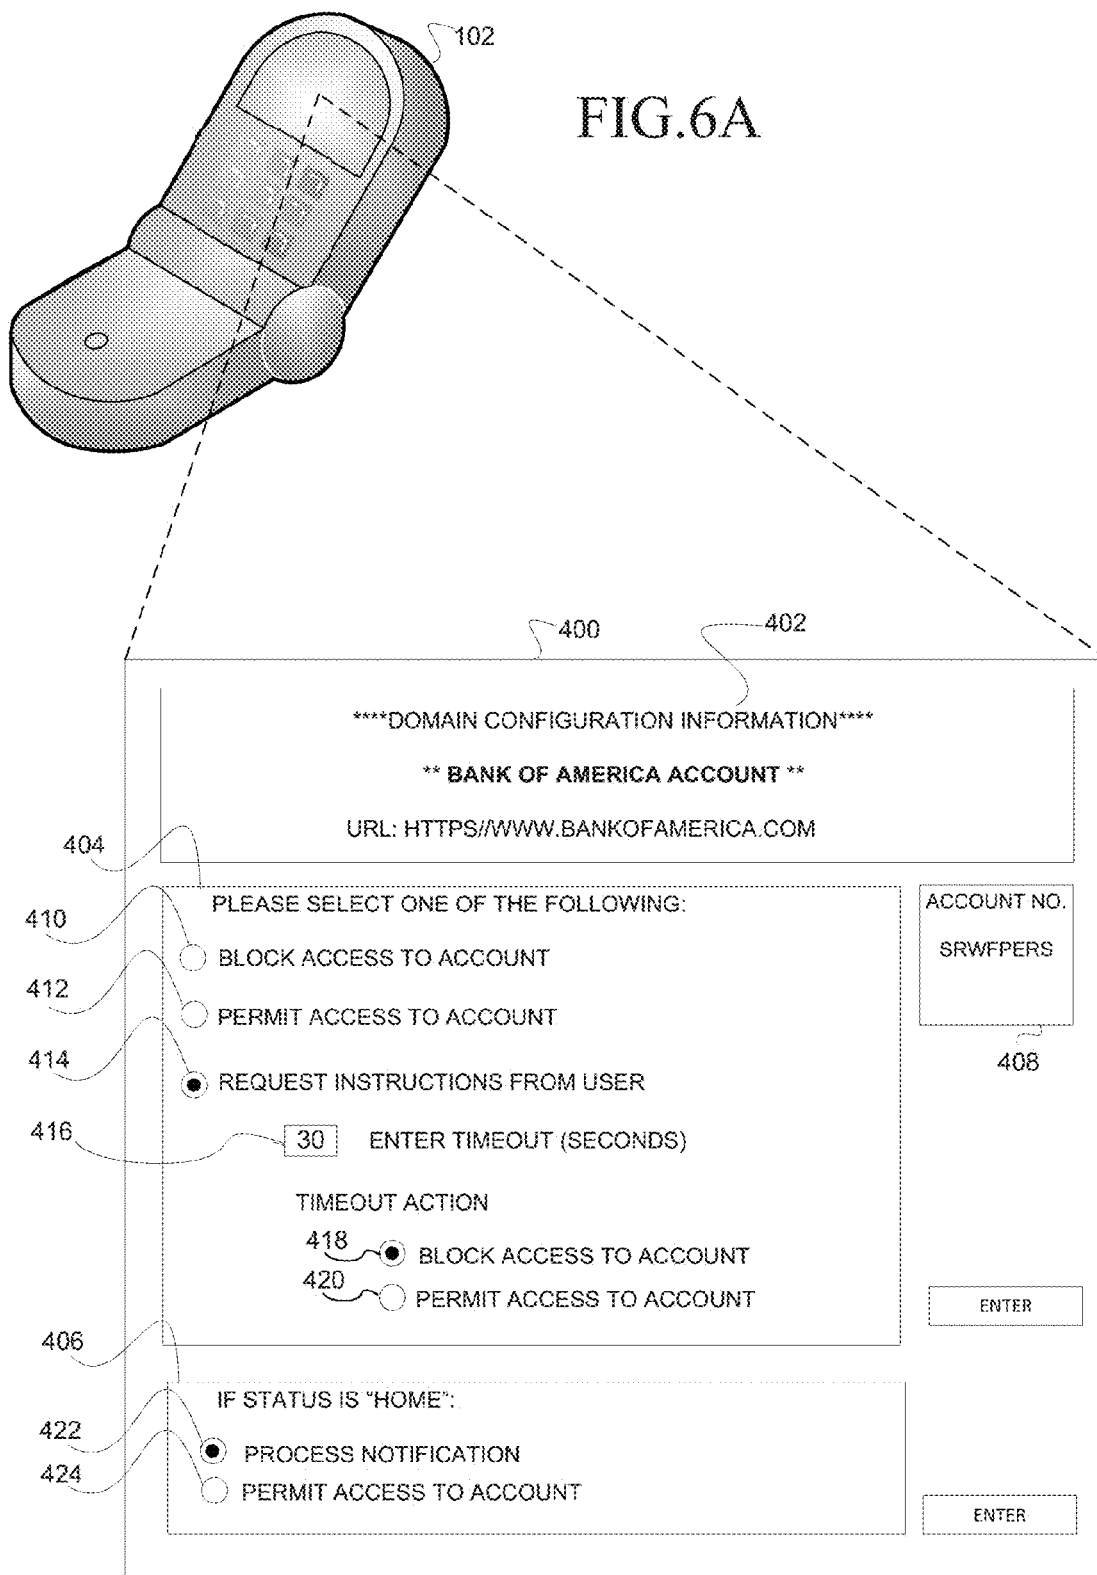 102
FIG.6A
400
402
****DOMAIN CONFIGURATION INFORMATION****
** BANK OF AMERICA ACCOUNT **
URL: HTTPS//WWW.BANKOFAMERICA.COM
404
PLEASE SELECT ONE OF THE FOLLOWING:
410
BLOCK ACCESS TO ACCOUNT
412
PERMIT ACCESS TO ACCOUNT
414
REQUEST INSTRUCTIONS FROM USER
416
30 ENTER TIMEOUT (SECONDS)
TIMEOUT ACTION
418
BLOCK ACCESS TO ACCOUNT
420
PERMIT ACCESS TO ACCOUNT
ACCOUNT NO.
SRWFPERS
408
ENTER
406
IF STATUS IS "HOME":
422
PROCESS NOTIFICATION
424
PERMIT ACCESS TO ACCOUNT
ENTER